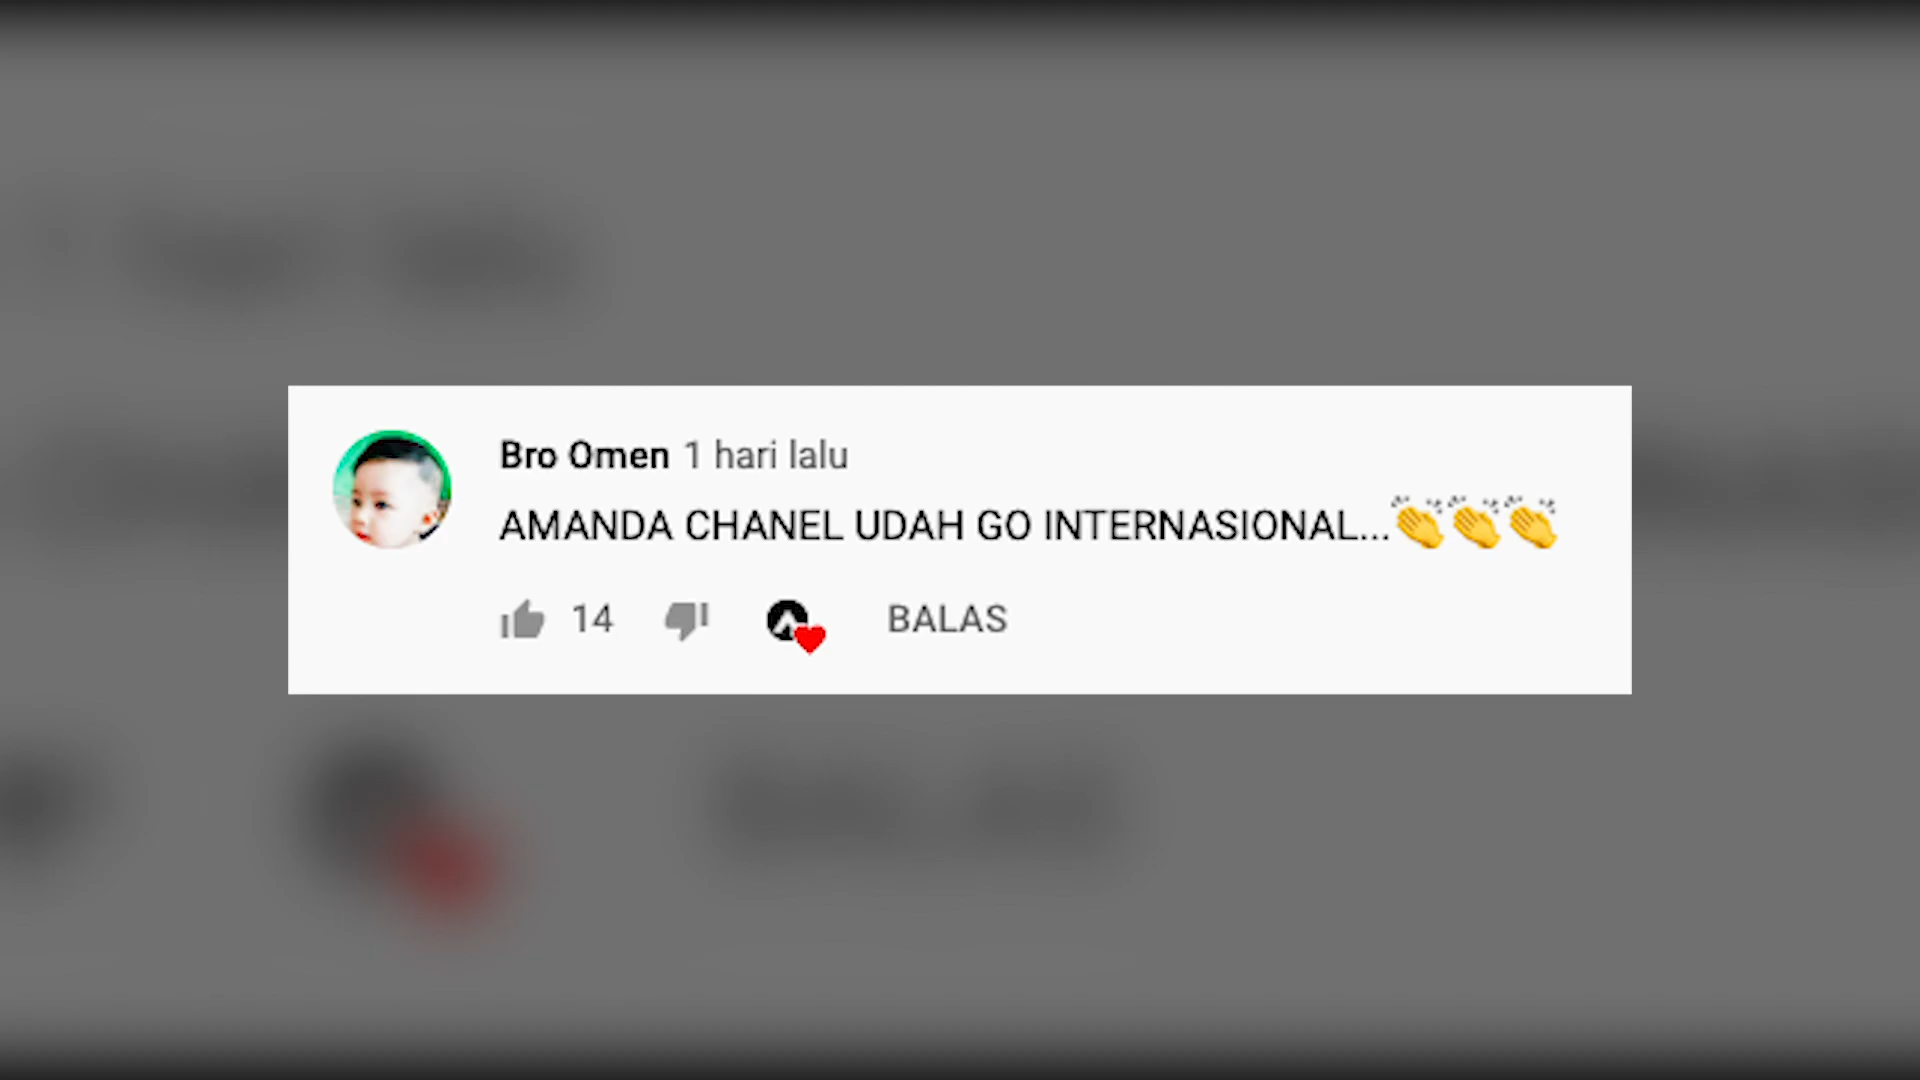 Bro Omen 1 hari lalu
AMANDA CHANEL UDAH GO INTERNASIONAL...👏👏👏
14 BALAS